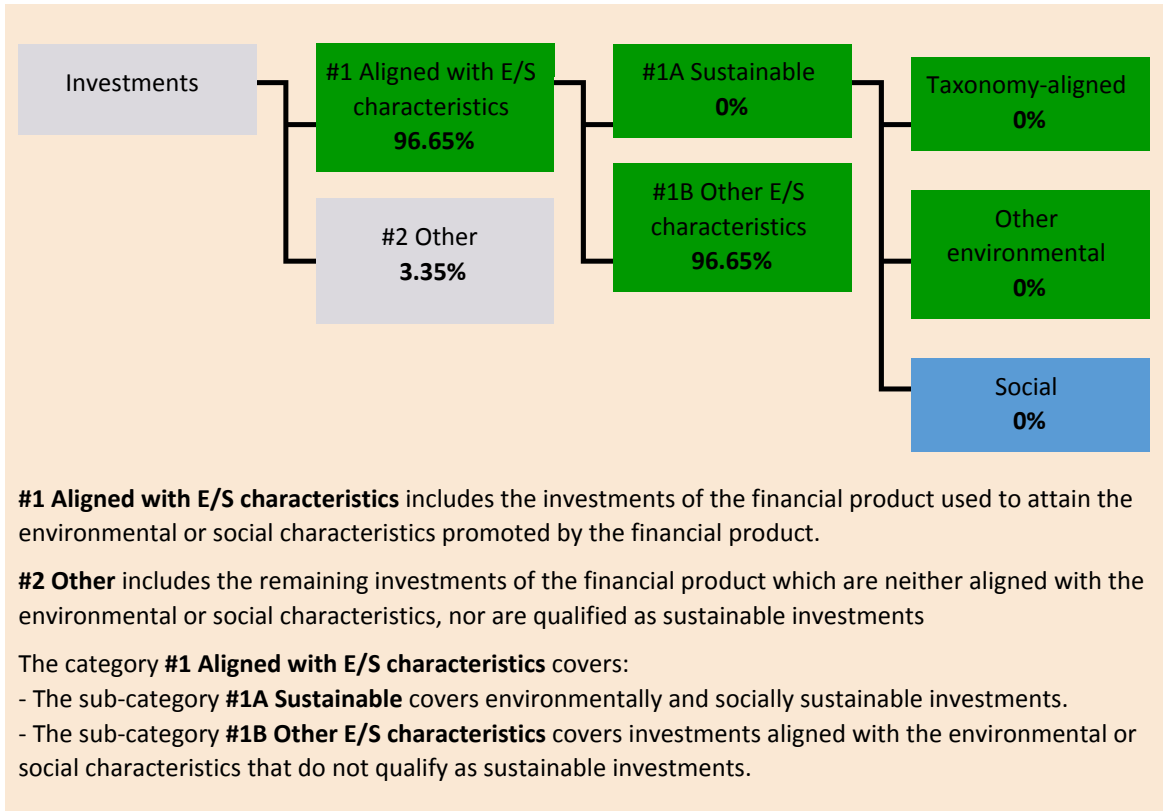 Investments
#1 Aligned with E/S
characteristics
96.65%
#2 Other
3.35%
#1A Sustainable
0%
#1B Other E/S
characteristics
96.65%
Taxonomy-aligned
0%
Other
environmental
0%
Social
0%
#1 Aligned with E/S characteristics includes the investments of the financial product used to attain the
environmental or social characteristics promoted by the financial product.
#2 Other includes the remaining investments of the financial product which are neither aligned with the
environmental or social characteristics, nor are qualified as sustainable investments
The category #1 Aligned with E/S characteristics covers:
- The sub-category #1A Sustainable covers environmentally and socially sustainable investments.
- The sub-category #1B Other E/S characteristics covers investments aligned with the environmental or
social characteristics that do not qualify as sustainable investments.